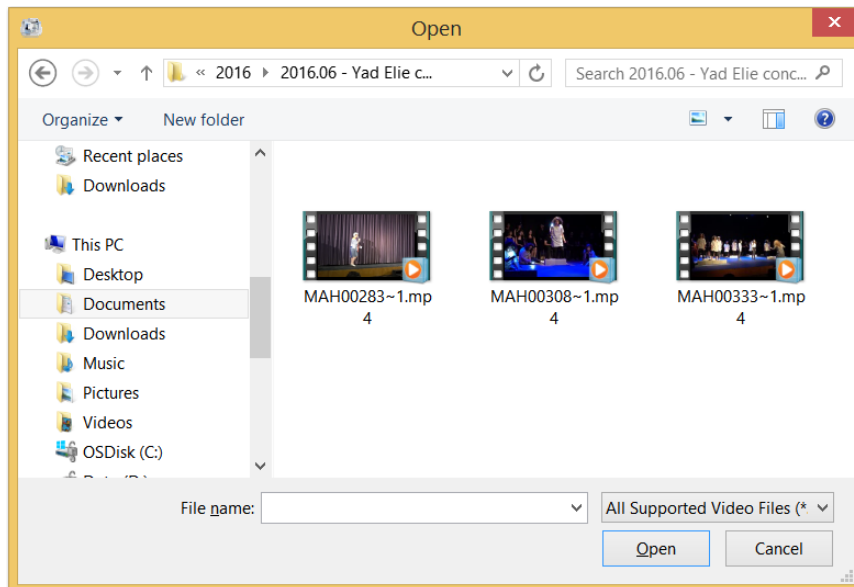 Open
« 2016 2016.06 - Yad Elie c...
Search 2016.06 - Yad Elie conc...
Organize
New folder
Recent places
Downloads
This PC
Desktop
Documents
Downloads
Music
Pictures
Videos
OSDisk (C:)
MAH00283~1.mp
4
MAH00308~1.mp
4
MAH00333~1.mp
4
File name:
All Supported Video Files (*
Open
Cancel